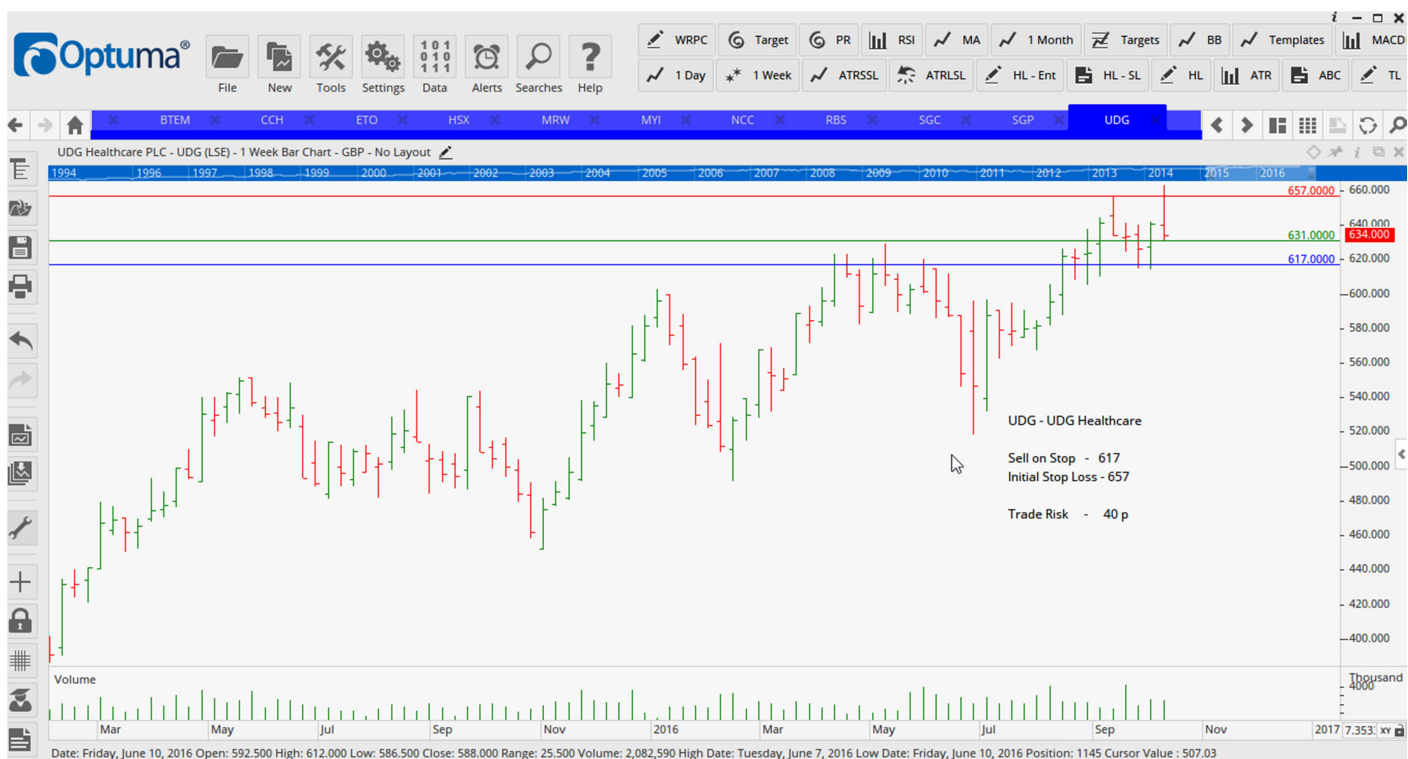 i
Optuma®
File New Tools Settings Data Alerts Searches Help
WRPC Target PR RSI MA 1 Month Targets BB Templates MACD
1 Day 1 Week ATRSSL ATRLSL HL - Ent HL - SL HL ATR ABC TL
BTEM CCH ETO HSX MRW MYI NCC RBS SGC SGP UDG
UDG Healthcare PLC - UDG (LSE) - 1 Week Bar Chart - GBP - No Layout
1994 1996 1997 1998 1999 2000 2001 2002 2003 2004 2005 2006 2007 2008 2009 2010 2011 2012 2013 2014 2015 2016
657.0000 660.000
640.000
631.0000 634.000
617.0000 620.000
600.000
580.000
560.000
540.000
520.000
500.000
480.000
460.000
440.000
420.000
400.000
UDG - UDG Healthcare
Sell on Stop - 617
Initial Stop Loss - 657
Trade Risk - 40 p
Volume
Thousand
4000
Mar May Jul Sep Nov 2016 Mar May Jul Sep Nov 2017 7.353: XY
Date: Friday, June 10, 2016 Open: 592.500 High: 612.000 Low: 586.500 Close: 588.000 Range: 25.500 Volume: 2,082,590 High Date: Tuesday, June 7, 2016 Low Date: Friday, June 10, 2016 Position: 1145 Cursor Value : 507.03